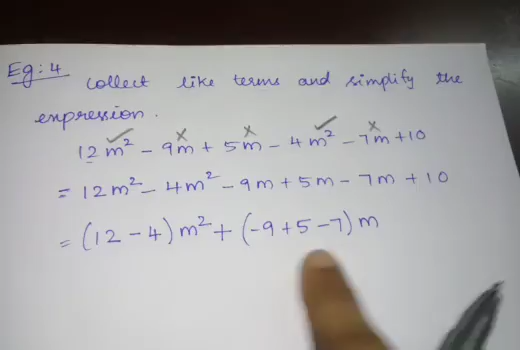 Eg: 4
collect like terms and simplify the
expression.
12m² - 9m + 5m - 4m² - 7m + 10
= 12m² - 4m² - 9m + 5m - 7m + 10
= (12 - 4) m² + (-9 + 5 - 7) m